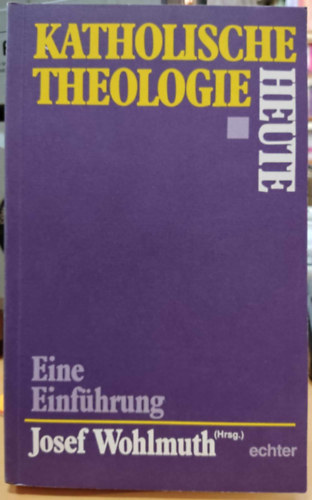 KATHOLISCHE
THEOLOGIE
HEUTE
Eine
Einführung
Josef Wohlmuth (Hrsg.) echter